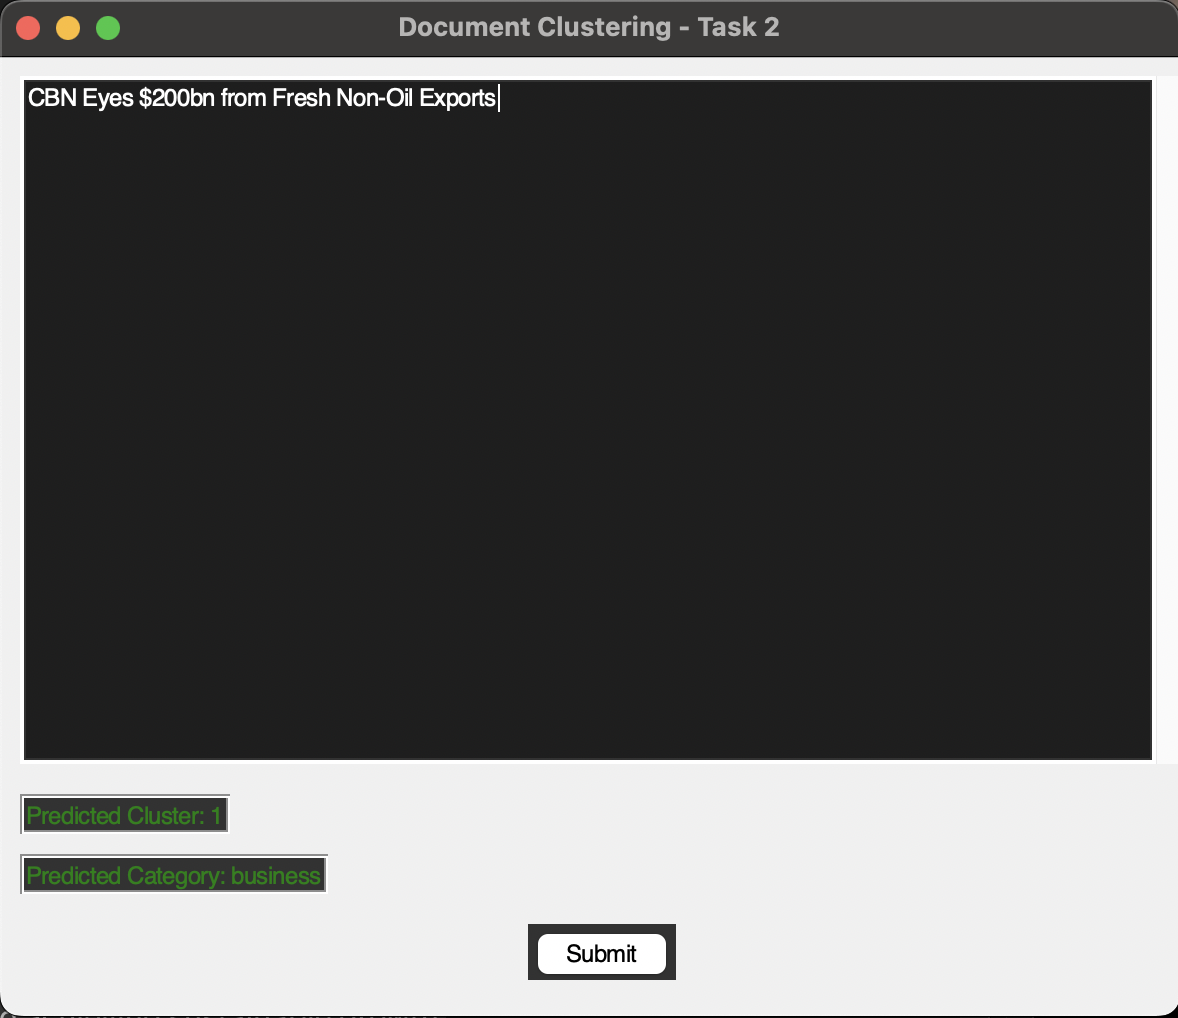 Document Clustering - Task 2
CBN Eyes $200bn from Fresh Non-Oil Exports
Predicted Cluster: 1
Predicted Category: business
Submit